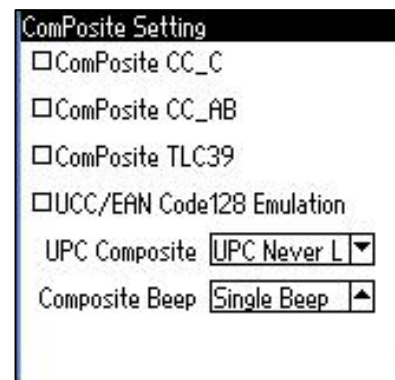 ComPosite Setting
ComPosite CC_C
ComPosite CC_AB
ComPosite TLC39
UCC/EAN Code128 Emulation
UPC Composite UPC Never L
Composite Beep Single Beep